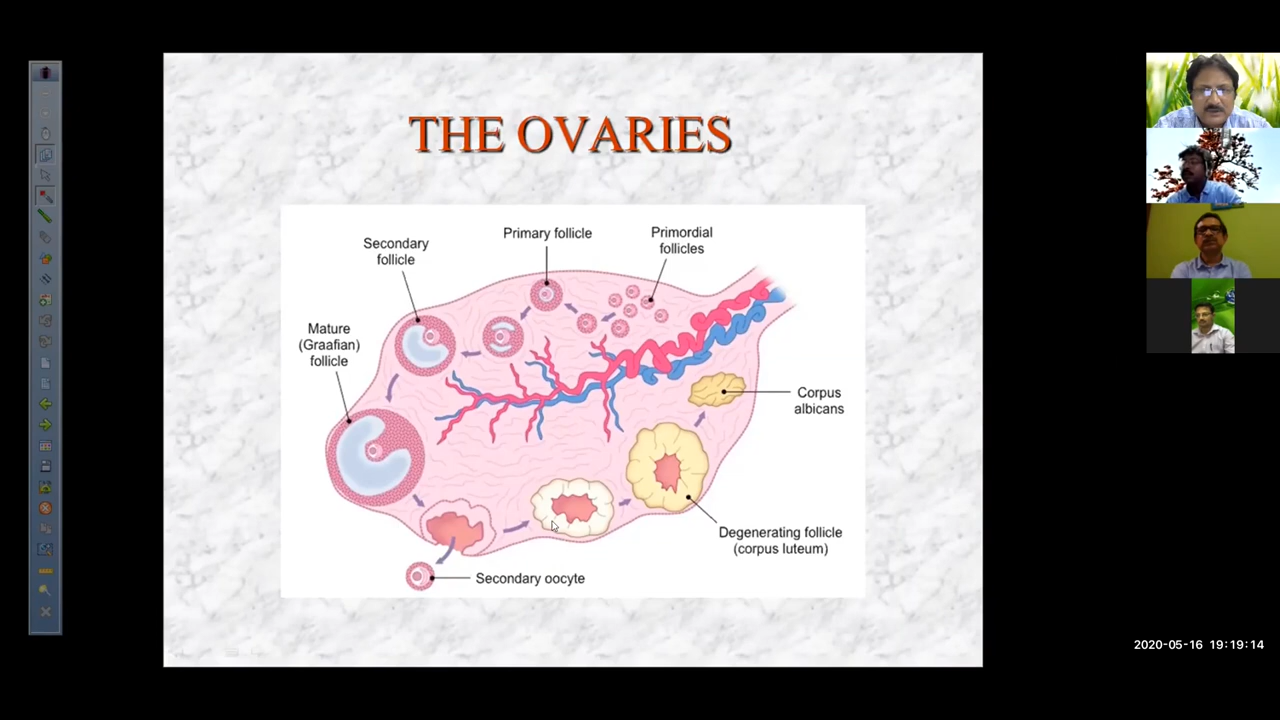 THE OVARIES
Primary follicle
Primordial
follicles
Secondary
follicle
Mature
(Graafian)
follicle
Corpus
albicans
Degenerating follicle
(corpus luteum)
Secondary oocyte
2020-05-16 19:19:14